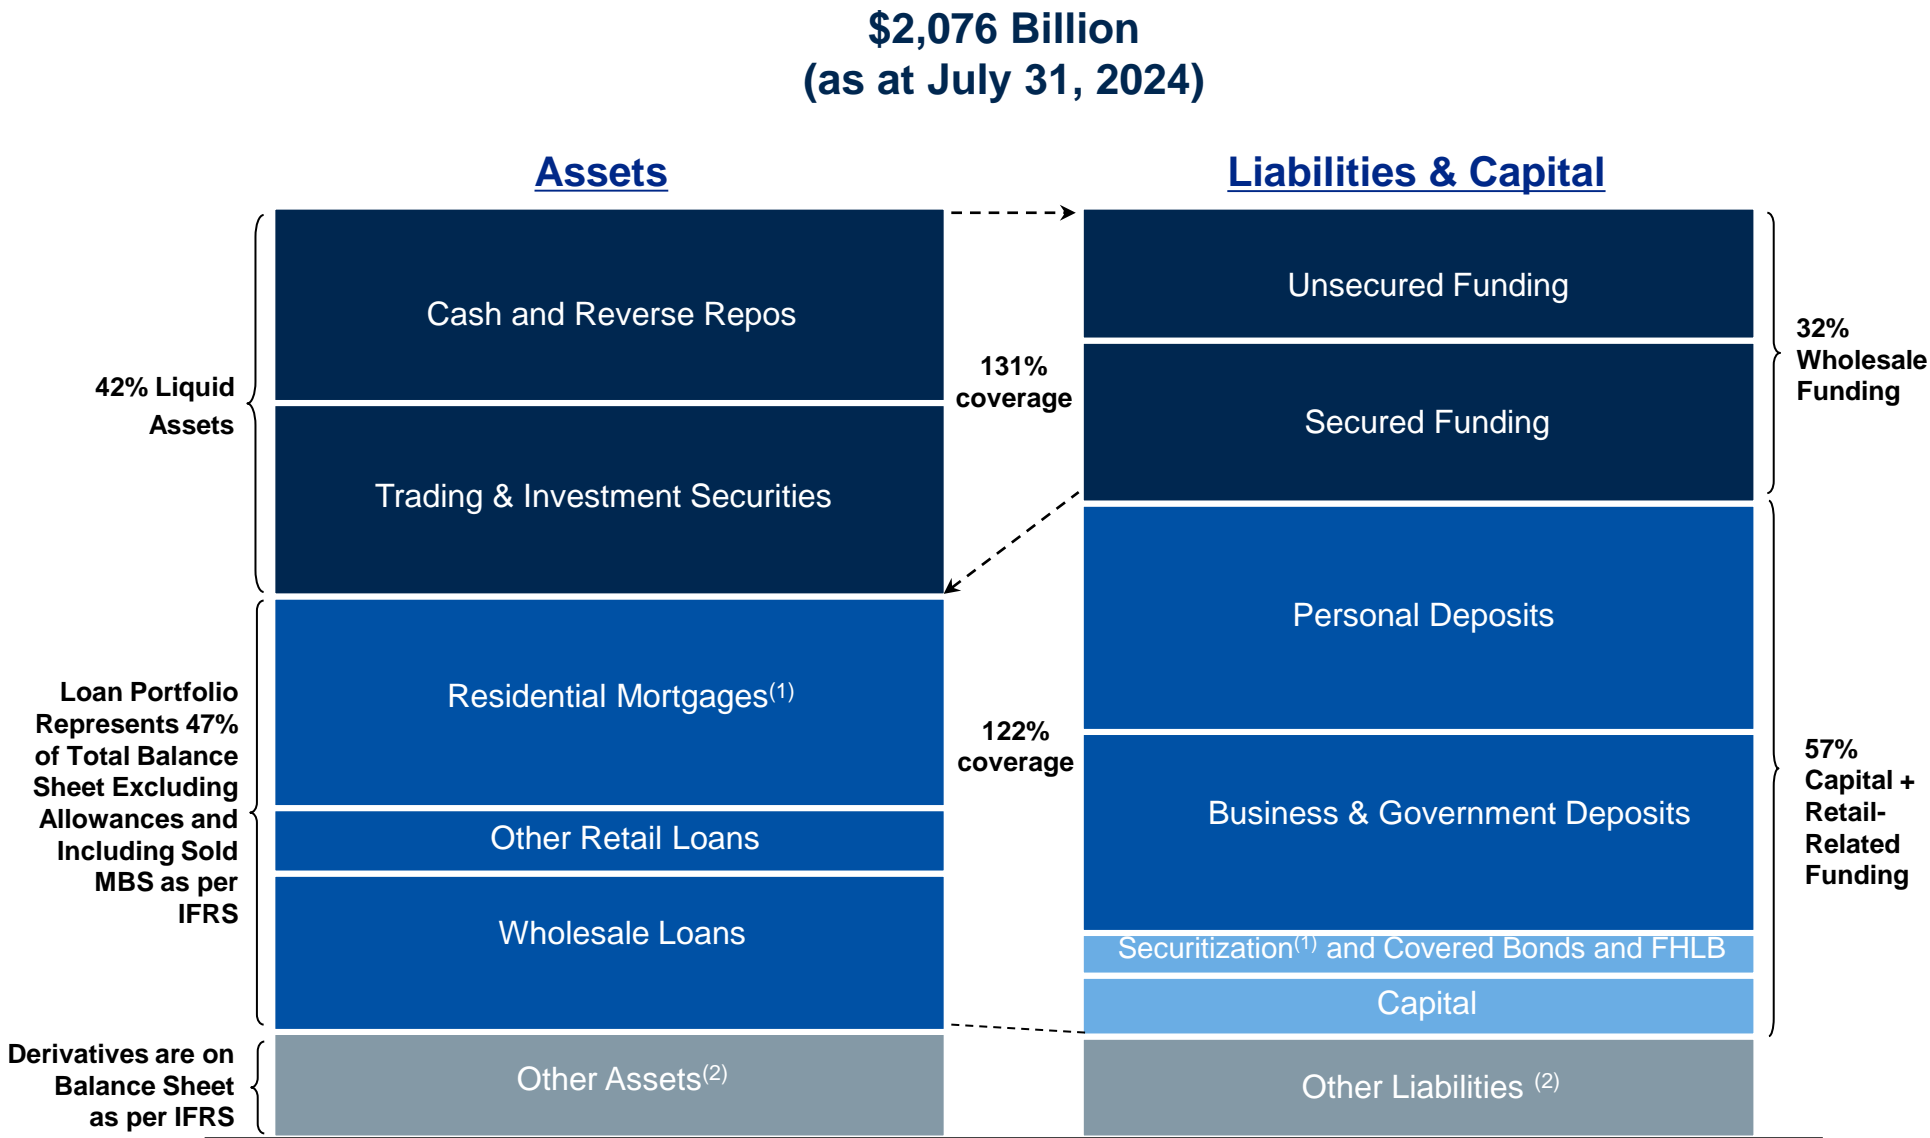 $2,076 Billion
(as at July 31, 2024)
Assets
Liabilities & Capital
42% Liquid
Assets
Cash and Reverse Repos
Trading & Investment Securities
131%
coverage
Unsecured Funding
Secured Funding
32%
Wholesale
Funding
Loan Portfolio
Represents 47%
of Total Balance
Sheet Excluding
Allowances and
Including Sold
MBS as per
IFRS
Residential Mortgages(1)
Other Retail Loans
Wholesale Loans
122%
coverage
Personal Deposits
Business & Government Deposits
Securitization(1) and Covered Bonds and FHLB
Capital
57%
Capital +
Retail-
Related
Funding
Derivatives are on
Balance Sheet
as per IFRS
Other Assets(2)
Other Liabilities (2)